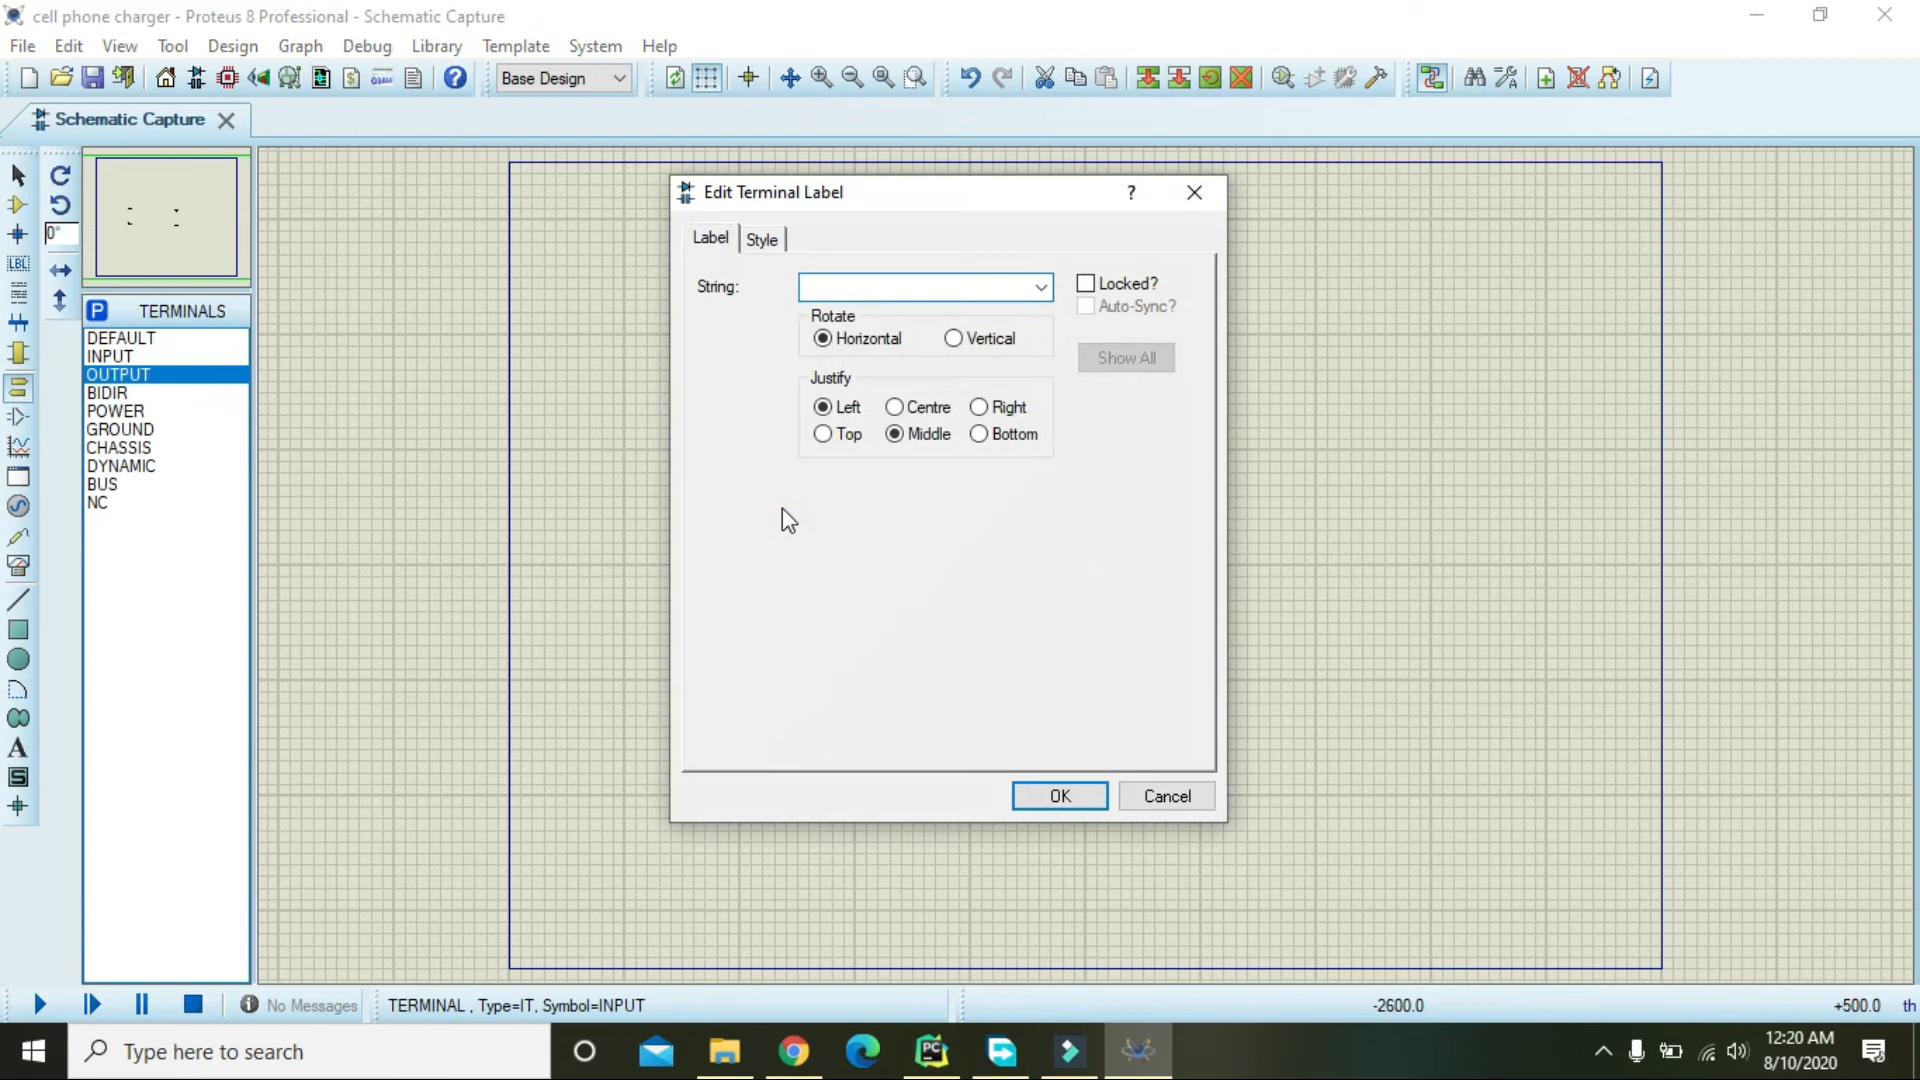 cell phone charger - Proteus 8 Professional - Schematic Capture
File Edit View Tool Design Graph Debug Library Template System Help
Base Design
Schematic Capture
LBL
0°
P TERMINALS
DEFAULT
INPUT
OUTPUT
BIDIR
POWER
GROUND
CHASSIS
DYNAMIC
BUS
NC
A
S
Edit Terminal Label
?
Label Style
String:
Locked?
Auto-Sync?
Rotate
Horizontal Vertical
Show All
Justify
Left Centre Right
Top Middle Bottom
OK Cancel
No Messages
TERMINAL , Type=IT, Symbol=INPUT
-2600.0 +500.0 th
Type here to search
PC
12:20 AM
8/10/2020